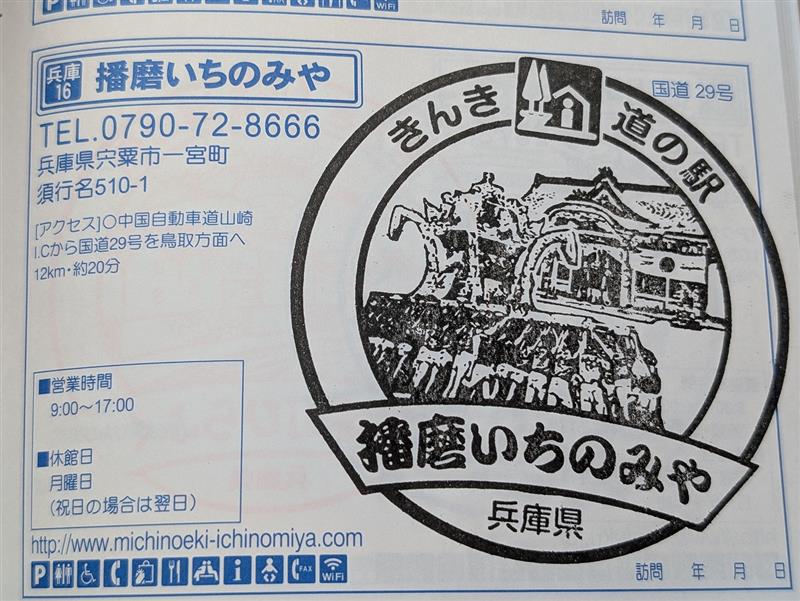 訪問 年 月 日
兵庫 16 播磨いちのみや
国道 29号
TEL.0790-72-8666
兵庫県宍粟市一宮町
須行名510-1
[アクセス]○中国自動車道山崎
I.Cから国道29号を鳥取方面へ
12km・約20分
■営業時間
9:00〜17:00
■休館日
月曜日
(祝日の場合は翌日)
http://www.michinoeki-ichinomiya.com
P FAX WiFi
きんき 道の駅
播磨いちのみや
兵庫県
訪問 年 月 日